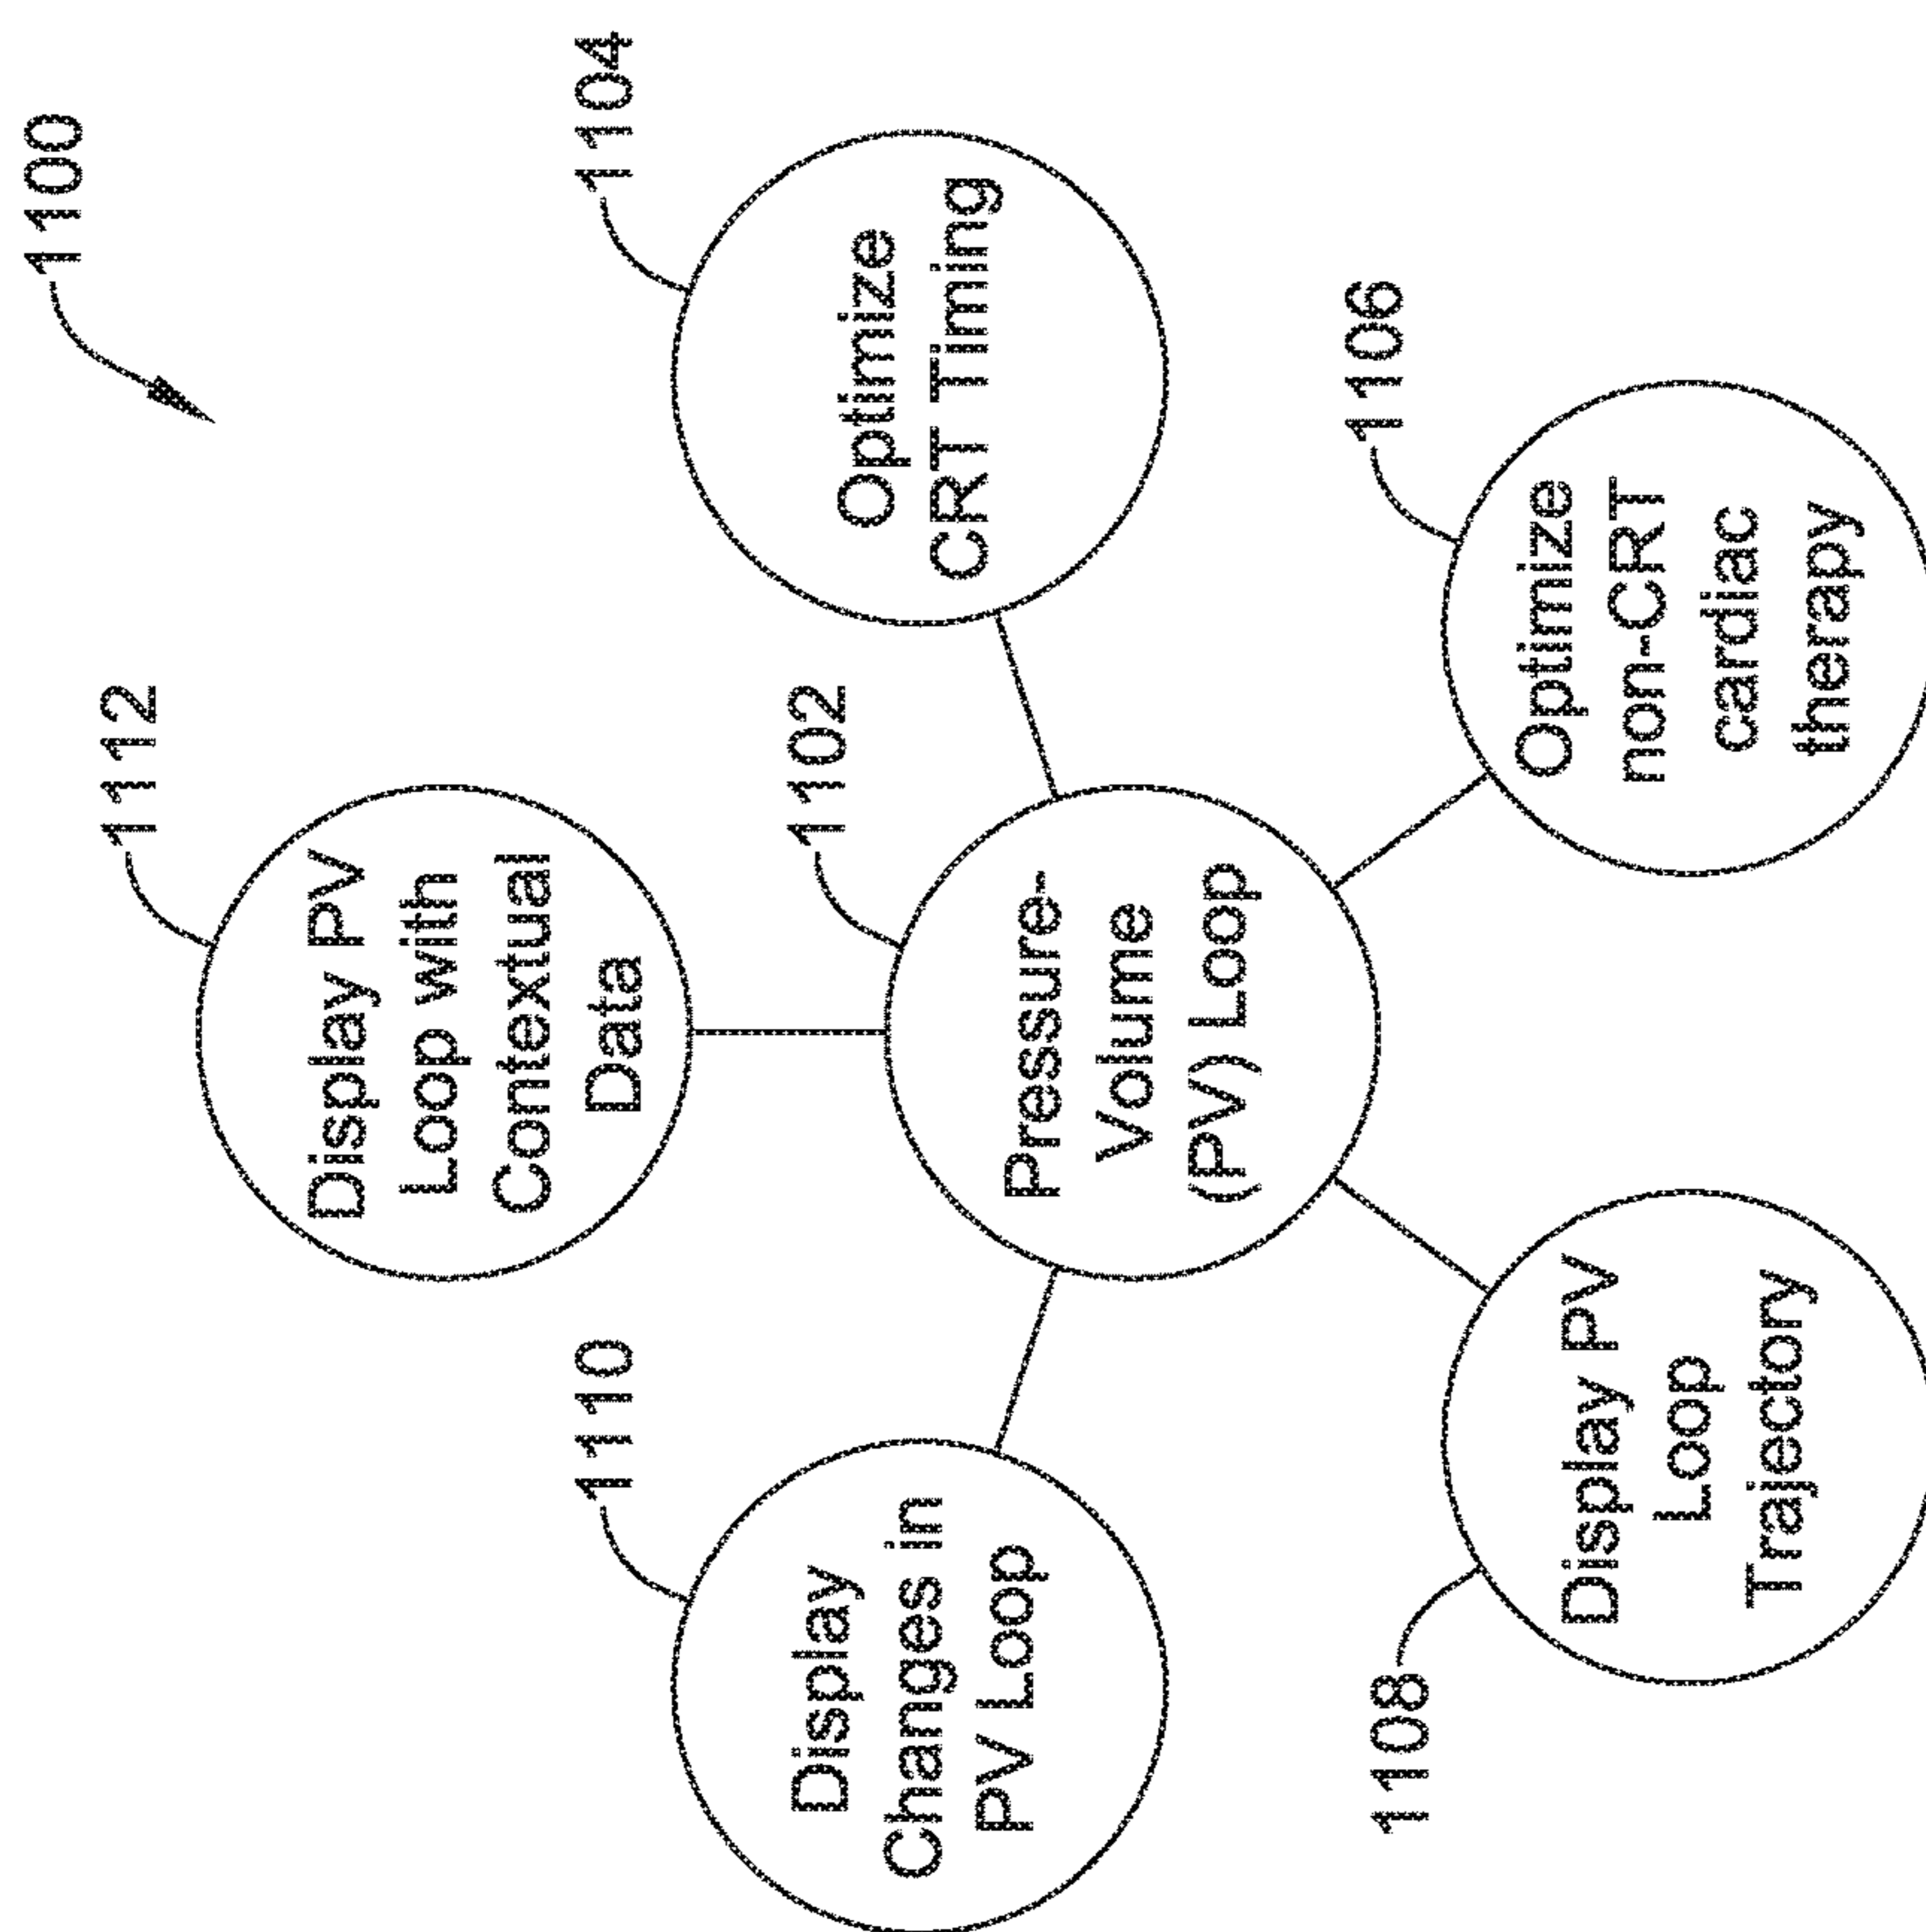 1100
1112
Display PV
Loop with
Contextual
Data
1104
Optimize
CRT Timing
1102
Pressure-
Volume
(PV) Loop
1110
Display
Changes in
PV Loop
1106
Optimize
non-CRT
cardiac
therapy
1108
Display PV
Loop
Trajectory